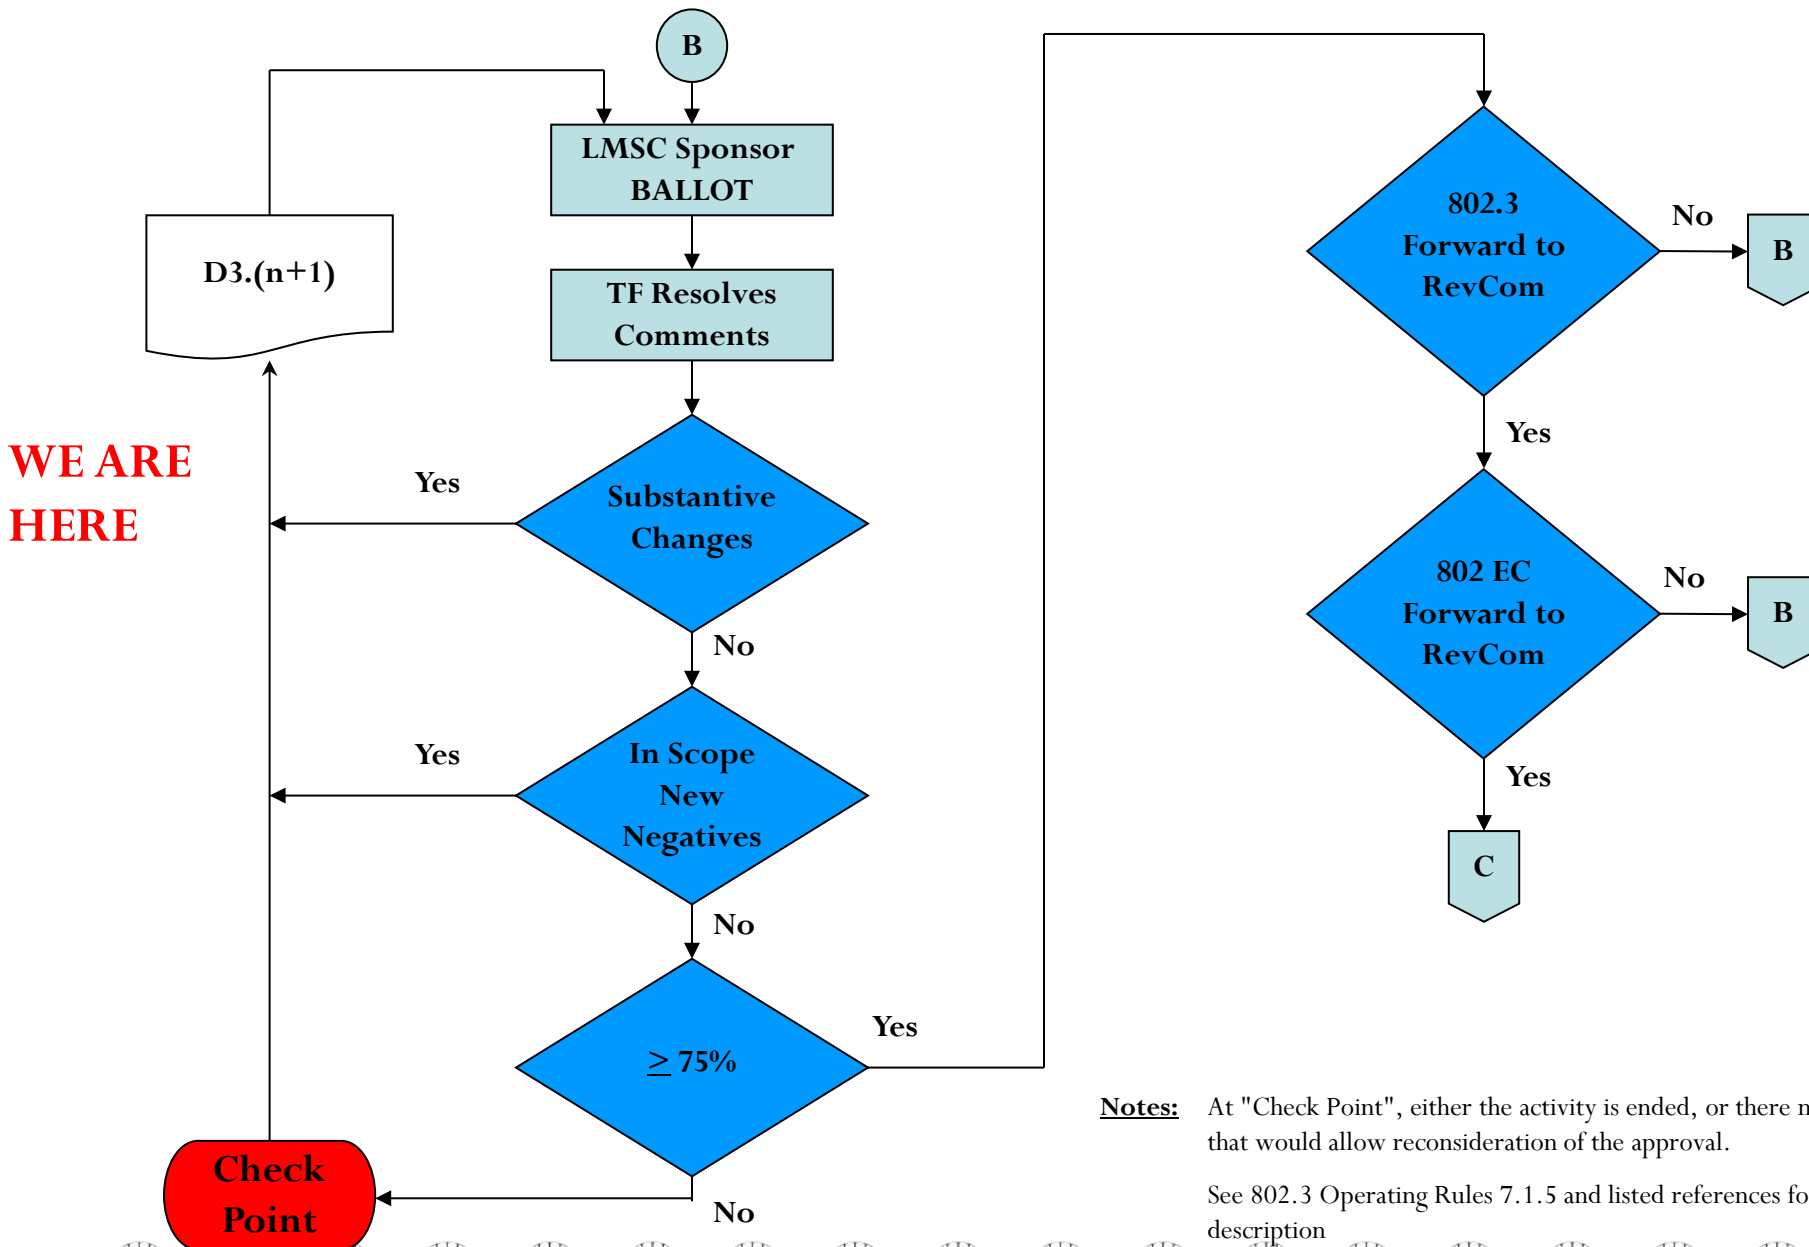 B
LMSC Sponsor
BALLOT
D3.(n+1)
TF Resolves
Comments
WE ARE
HERE
Yes
Substantive
Changes
No
Yes
In Scope
New
Negatives
No
≥ 75%
Yes
Check
Point
No
802.3
Forward to
RevCom
No
B
Yes
802 EC
Forward to
RevCom
No
B
Yes
C
Notes: At "Check Point", either the activity is ended, or there
that would allow reconsideration of the approval.
See 802.3 Operating Rules 7.1.5 and listed references
description